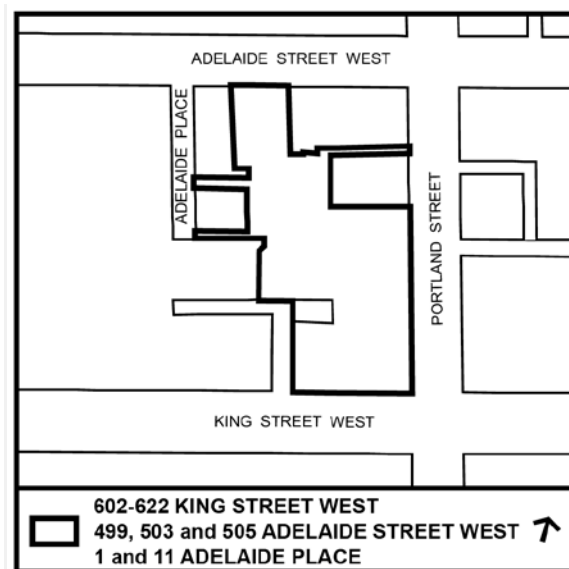 ADELAIDE STREET WEST
ADELAIDE PLACE
PORTLAND STREET
KING STREET WEST
602-622 KING STREET WEST
499, 503 and 505 ADELAIDE STREET WEST
1 and 11 ADELAIDE PLACE